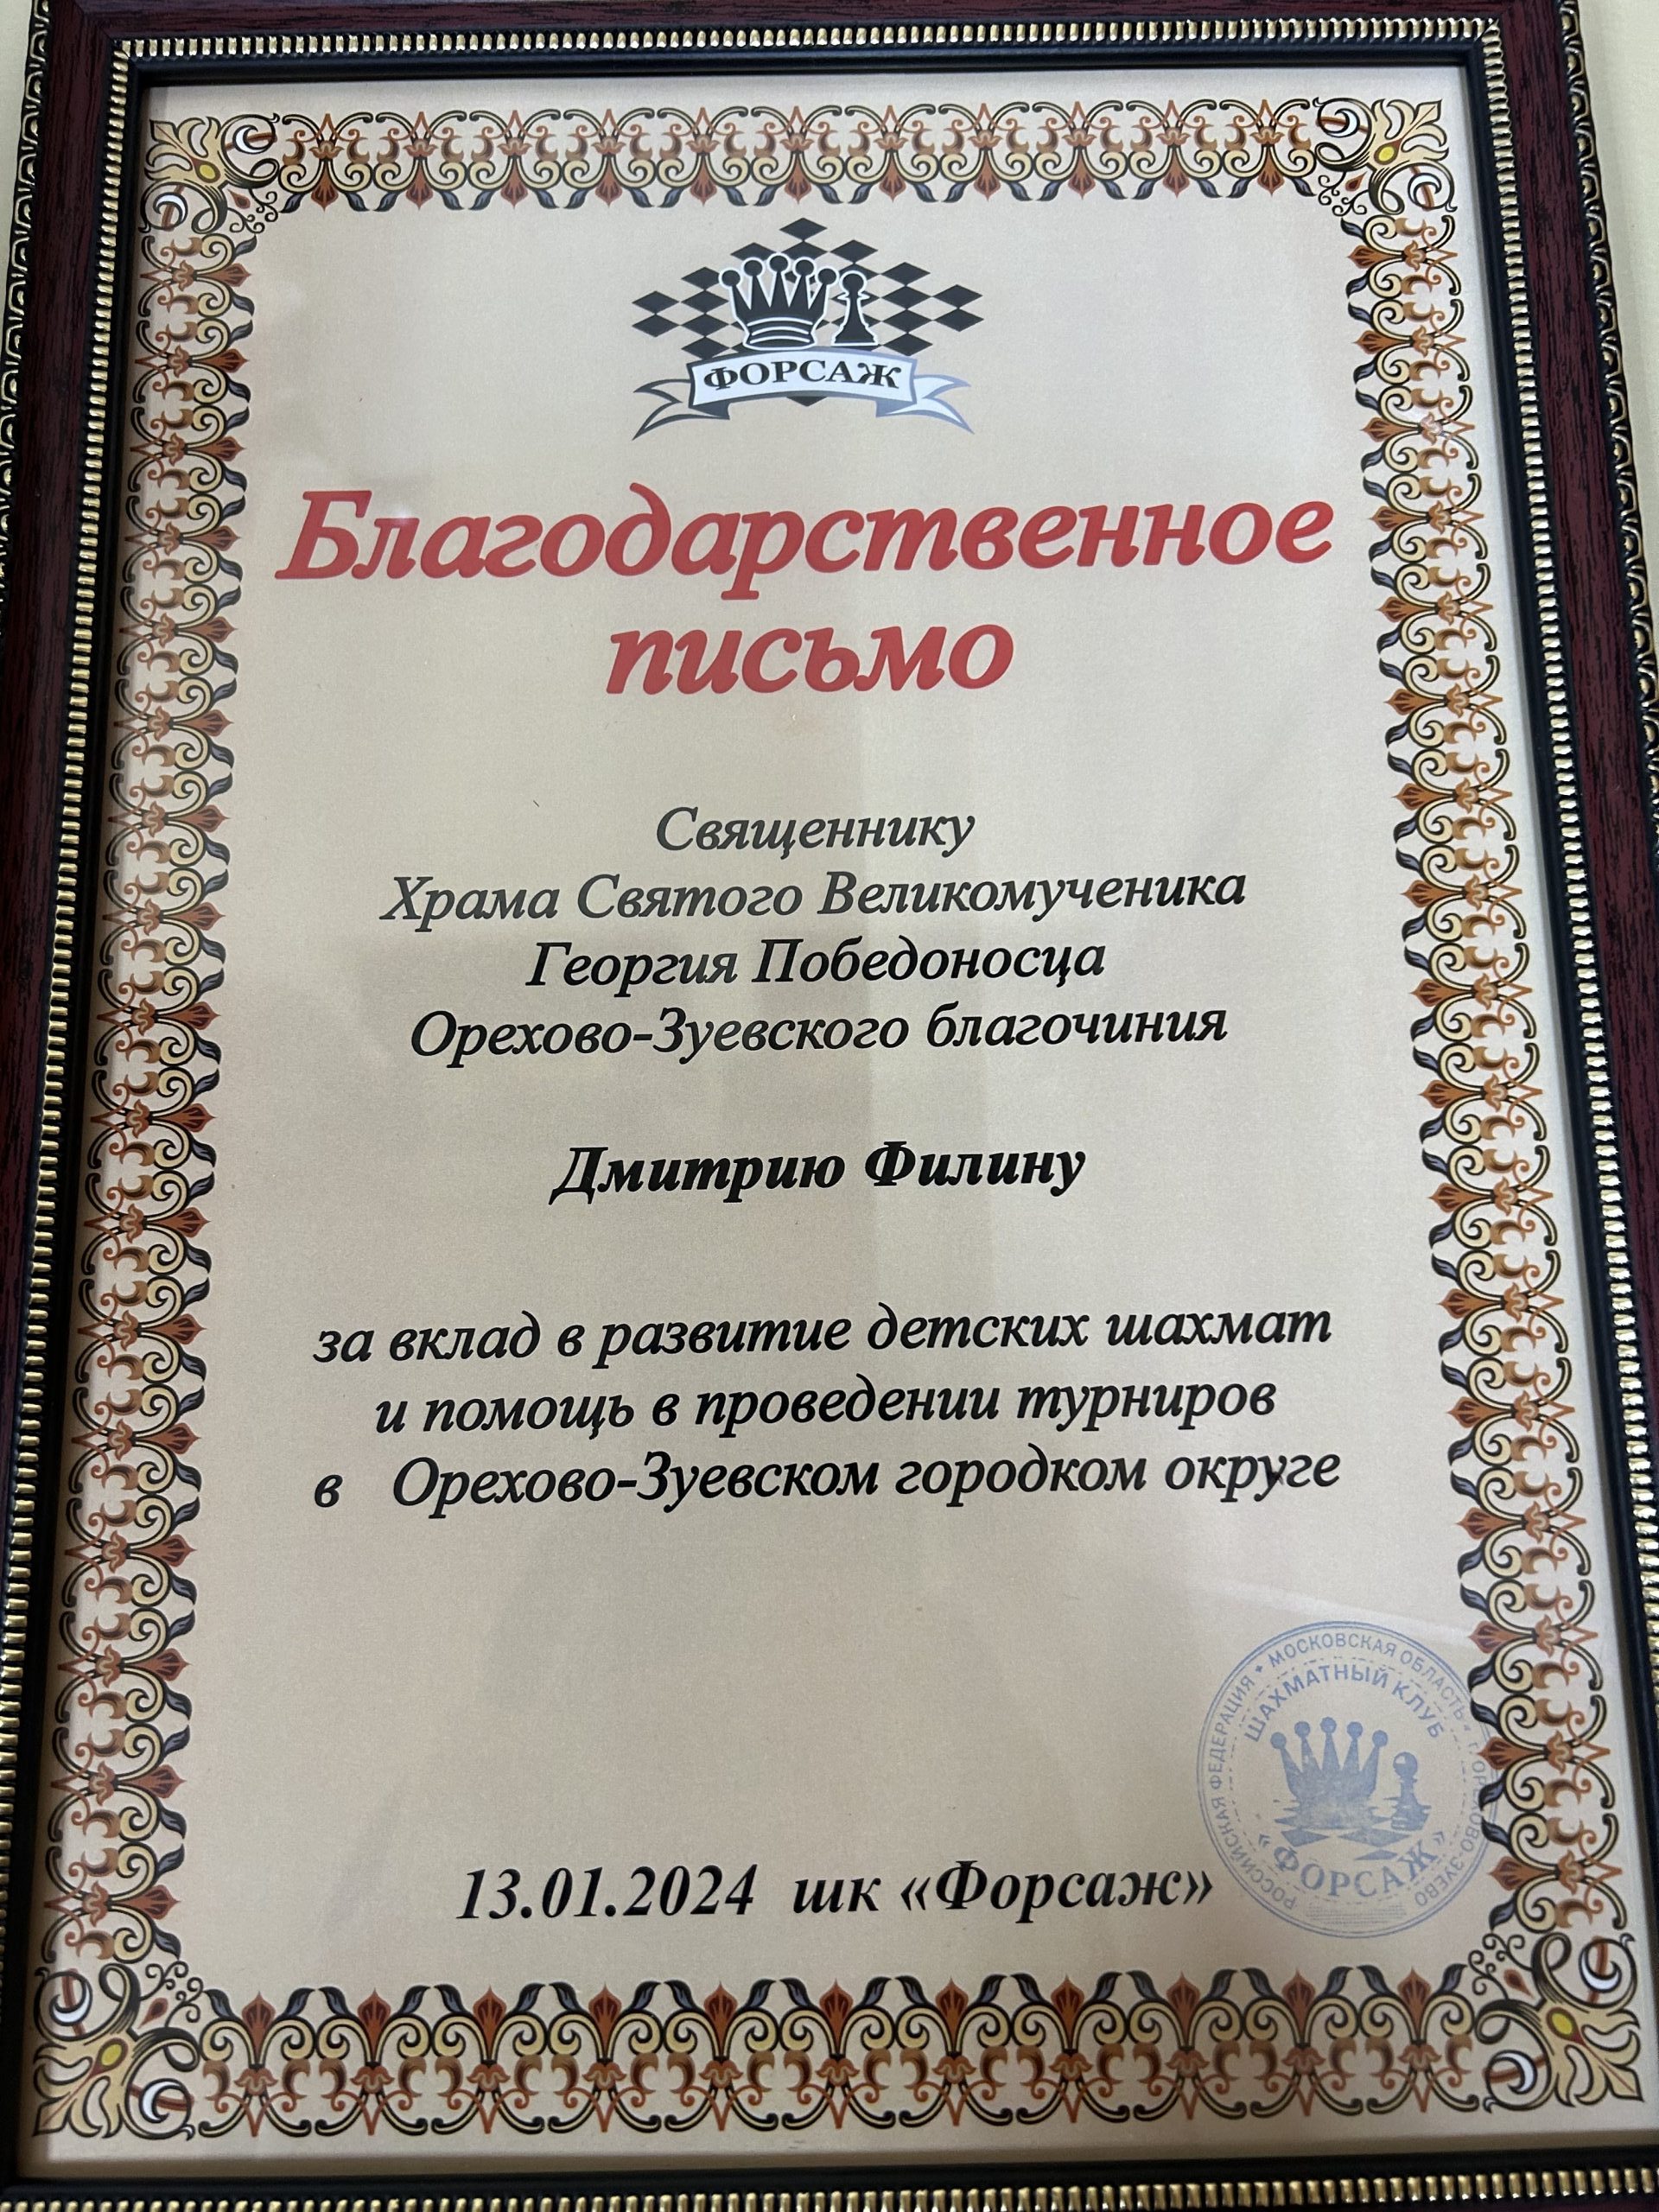 ФОРСАЖ
Благодарственное
письмо
Священнику
Храма Святого Великомученика
Георгия Победоносца
Орехово-Зуевского благочиния
Дмитрию Филину
за вклад в развитие детских шахмат
и помощь в проведении турниров
в Орехово-Зуевском городком округе
РОССИЙСКАЯ ФЕДЕРАЦИЯ * МОСКОВСКАЯ ОБЛАСТЬ * Г. ОРЕХОВО-ЗУЕВО
ШАХМАТНЫЙ КЛУБ
«ФОРСАЖ»
13.01.2024 шк «Форсаж»